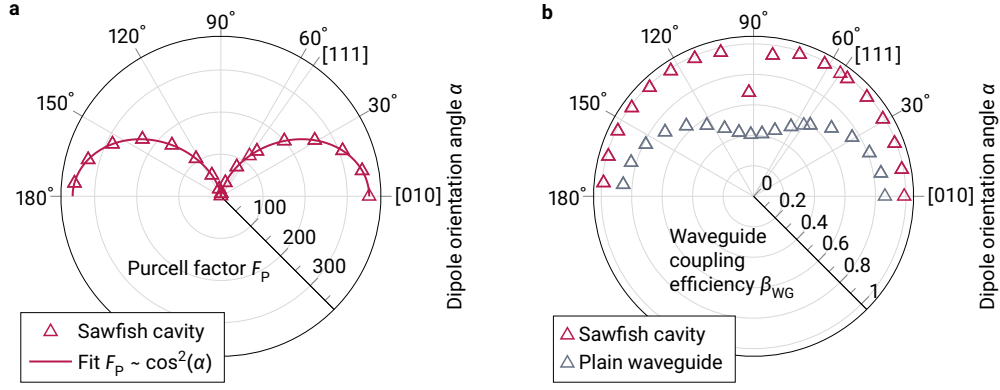 a
90°
120°
60°
[111]
150°
30°
180°
[010]
100
200
300
Purcell factor F_P
Dipole orientation angle α
Sawfish cavity
Fit F_P ~ cos²(α)
b
90°
120°
60°
[111]
150°
30°
180°
[010]
0
0.2
0.4
0.6
0.8
1
Waveguide
coupling
efficiency β_WG
Dipole orientation angle α
Sawfish cavity
Plain waveguide